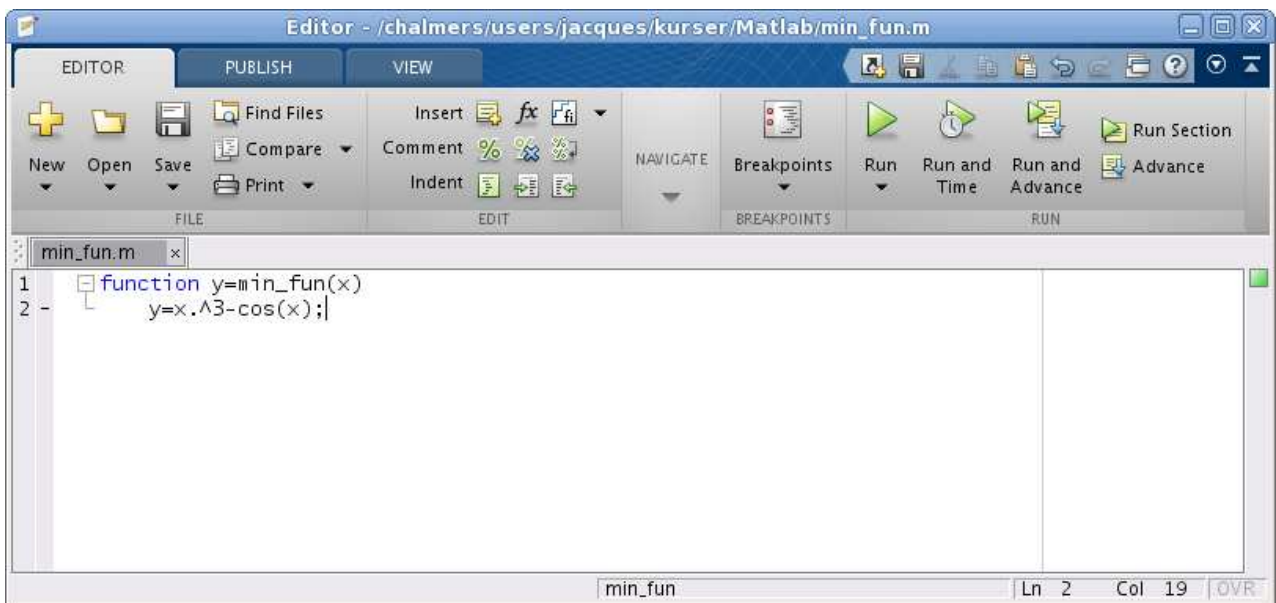 Editor - /chalmers/users/jacques/kurser/Matlab/min_fun.m
EDITOR PUBLISH VIEW
New
Open
Save
Find Files
Compare
Print
FILE
Insert fx
Comment
Indent
EDIT
NAVIGATE
Breakpoints
BREAKPOINTS
Run
Run and Time
Run and Advance
Run Section
Advance
RUN
min_fun.m ×
1 function y=min_fun(x)
2 - y=x.^3-cos(x);
min_fun Ln 2 Col 19 OVR